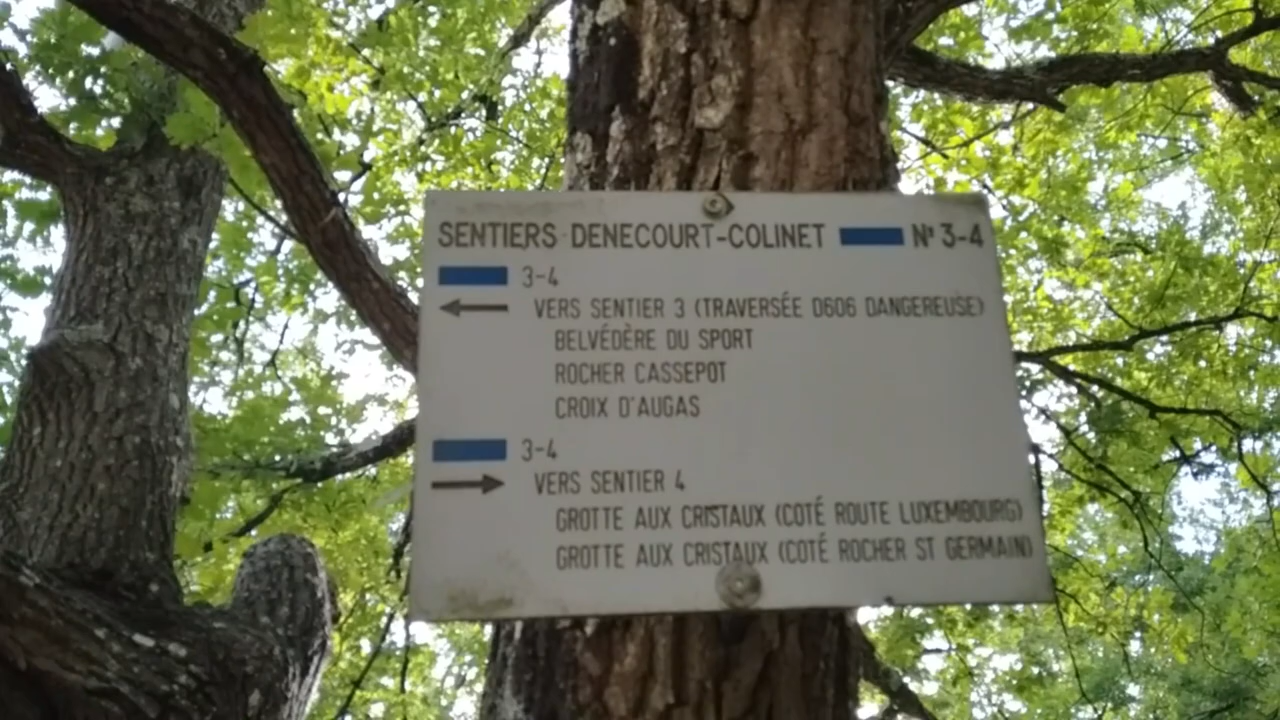 SENTIERS DENECOURT-COLINET N° 3-4
3-4
VERS SENTIER 3 (TRAVERSÉE D606 DANGEREUSE)
BELVÉDÈRE DU SPORT
ROCHER CASSEPOT
CROIX D'AUGAS
3-4
VERS SENTIER 4
GROTTE AUX CRISTAUX (COTÉ ROUTE LUXEMBOURG)
GROTTE AUX CRISTAUX (COTÉ ROCHER ST GERMAIN)